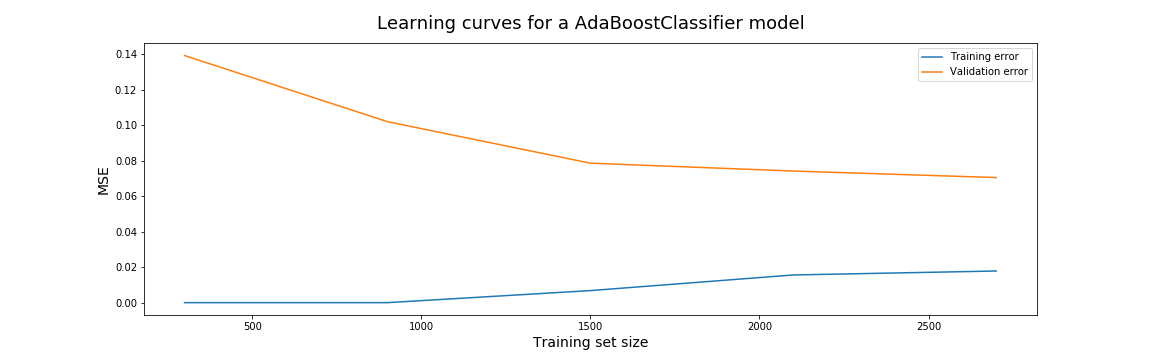 Learning curves for a AdaBoostClassifier model
Training error
Validation error
0.14
0.12
0.10
0.08
0.06
0.04
0.02
0.00
MSE
500
1000
1500
2000
2500
Training set size